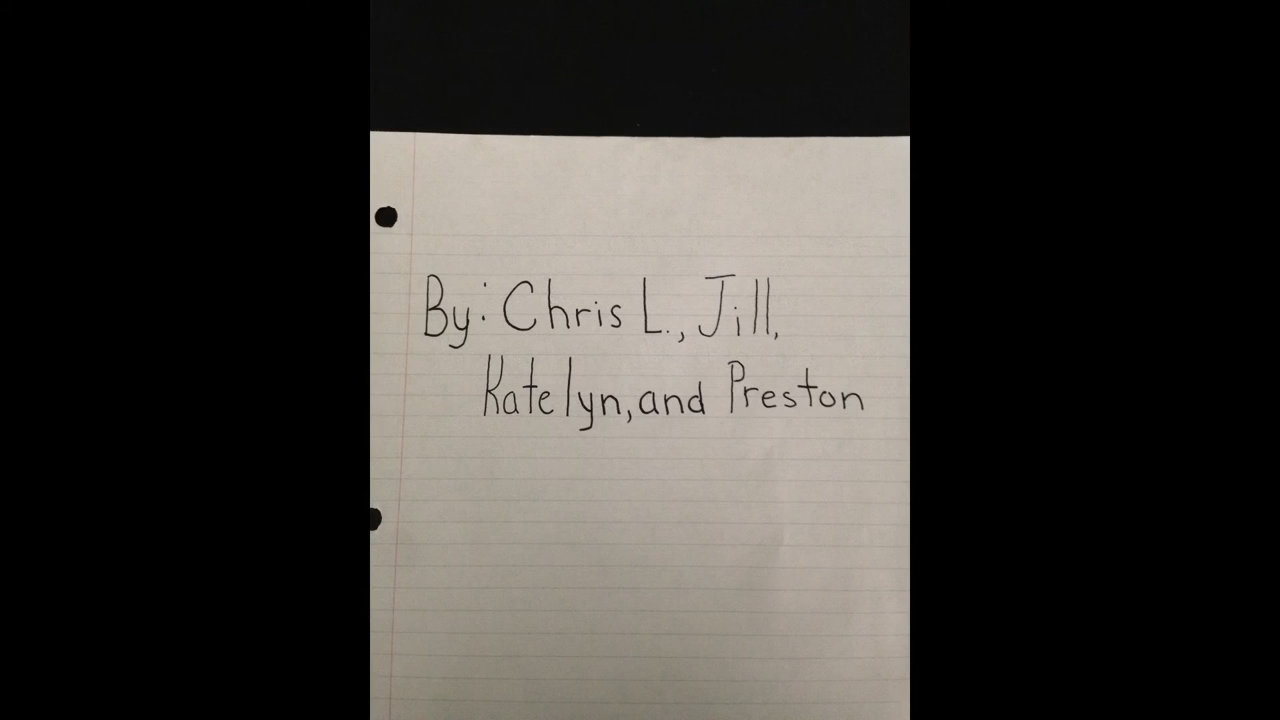 By: Chris L., Jill,
Katelyn, and Preston